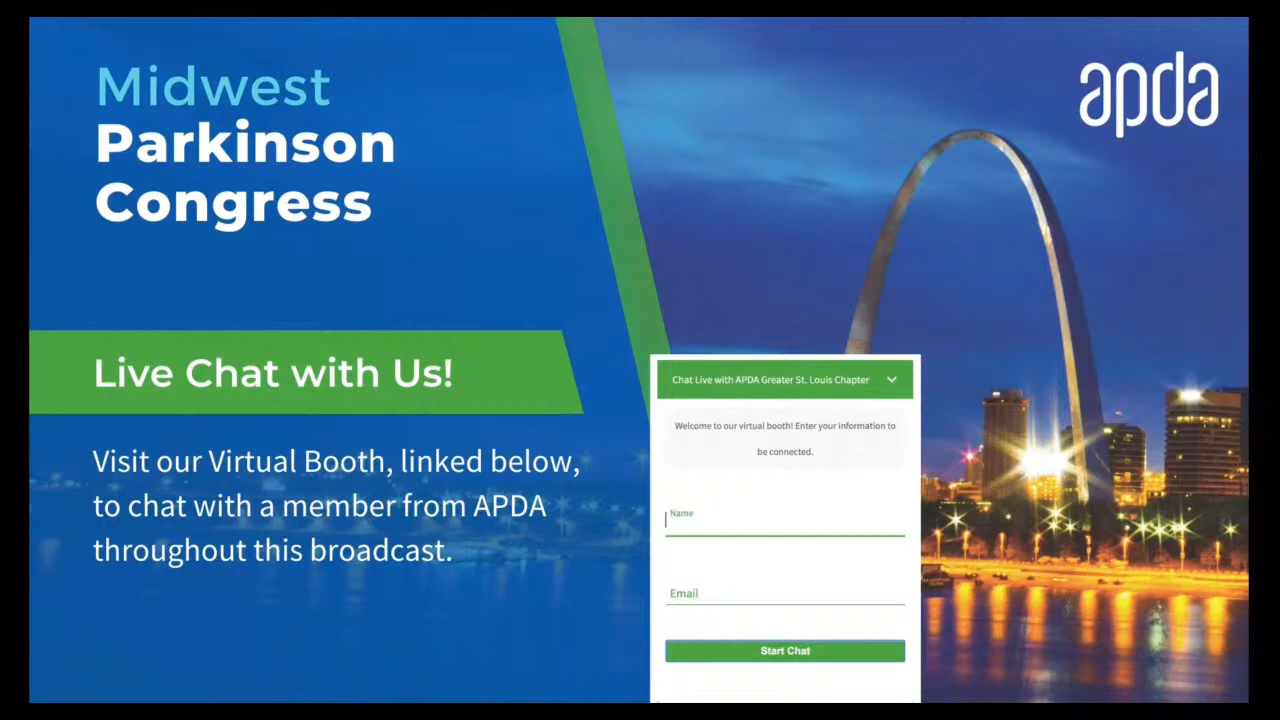 Midwest
Parkinson
Congress
apda
Live Chat with Us!
Visit our Virtual Booth, linked below,
to chat with a member from APDA
throughout this broadcast.
Chat Live with APDA Greater St. Louis Chapter
Welcome to our virtual booth! Enter your information to
be connected.
Name
Email
Start Chat